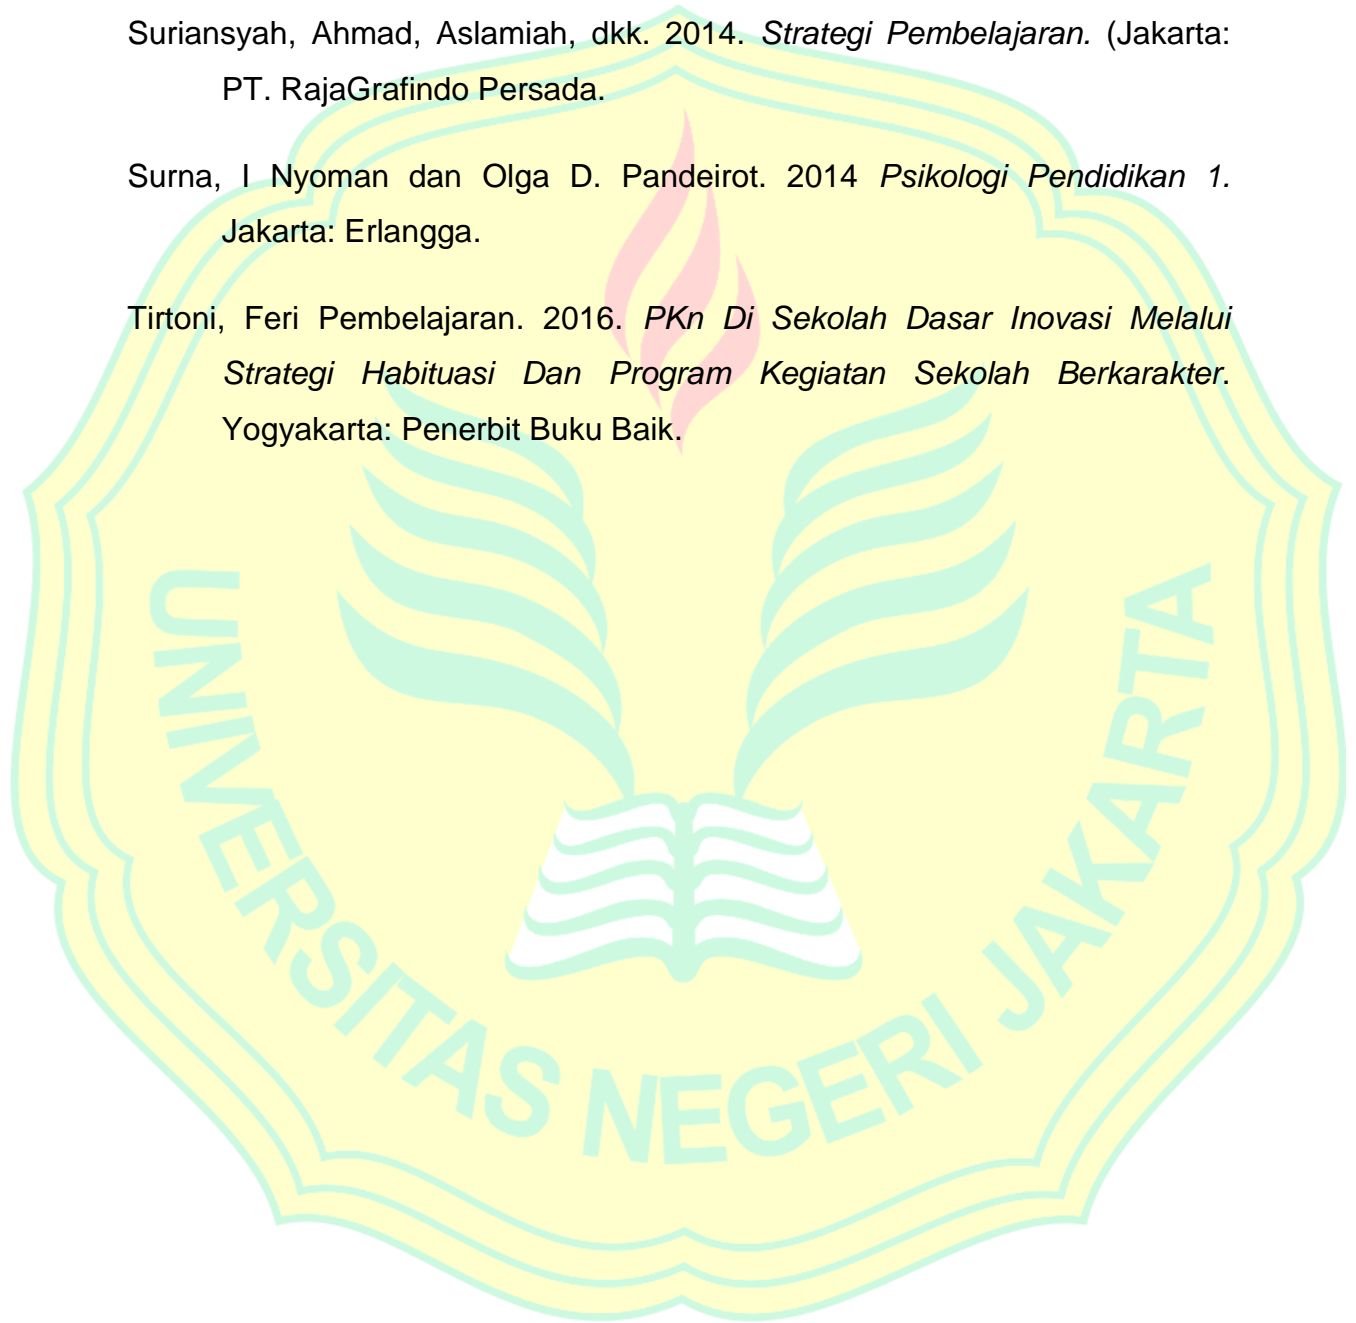 Suriansyah, Ahmad, Aslamiah, dkk. 2014. Strategi Pembelajaran. (Jakarta:
PT. RajaGrafindo Persada.
Surna, I Nyoman dan Olga D. Pandeirot. 2014 Psikologi Pendidikan 1.
Jakarta: Erlangga.
Tirtoni, Feri Pembelajaran. 2016. PKn Di Sekolah Dasar Inovasi Melalui
Strategi Habituasi Dan Program Kegiatan Sekolah Berkarakter.
Yogyakarta: Penerbit Buku Baik.
UNIVERSITAS NEGERI JAKARTA